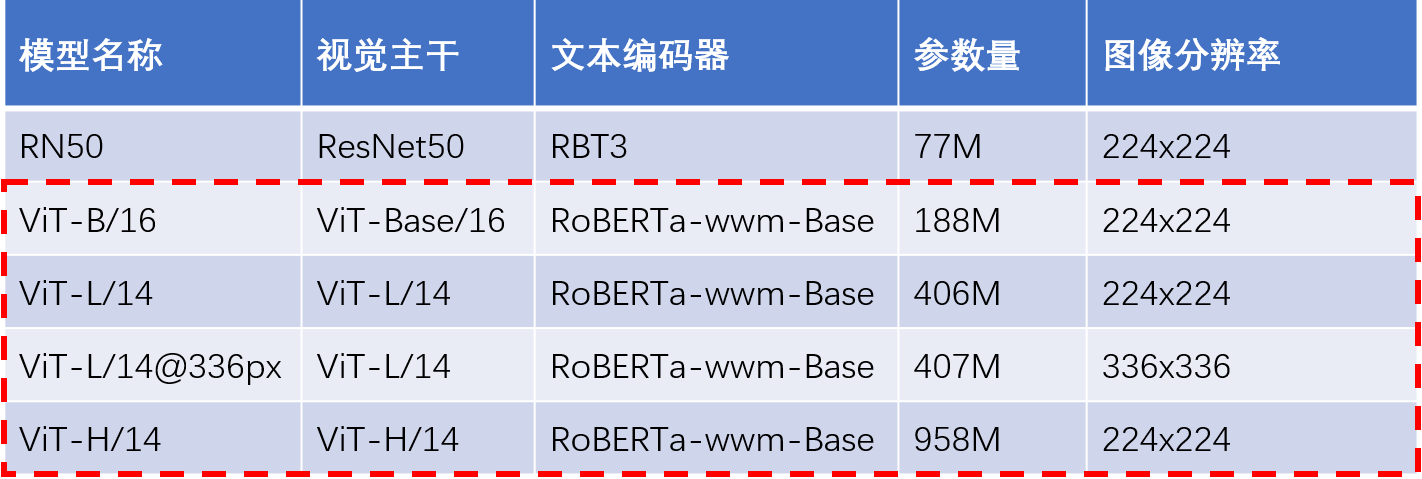 模型名称 视觉主干 文本编码器 参数量 图像分辨率
RN50 ResNet50 RBT3 77M 224x224
ViT-B/16 ViT-Base/16 RoBERTa-wwm-Base 188M 224x224
ViT-L/14 ViT-L/14 RoBERTa-wwm-Base 406M 224x224
ViT-L/14@336px ViT-L/14 RoBERTa-wwm-Base 407M 336x336
ViT-H/14 ViT-H/14 RoBERTa-wwm-Base 958M 224x224